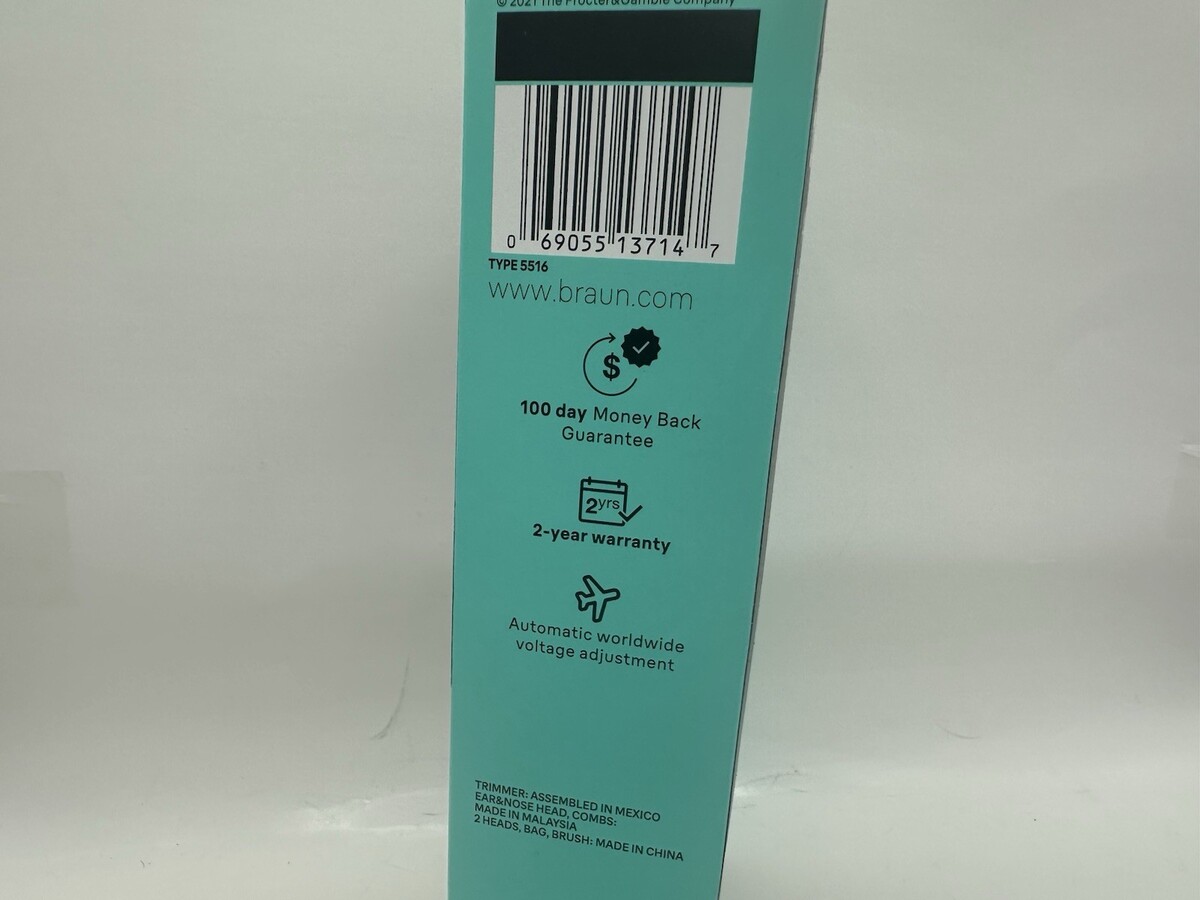 © 2021 The Procter&Gamble Company
0 69055 13714 7
TYPE 5516
www.braun.com
$
100 day Money Back
Guarantee
2yrs
2-year warranty
Automatic worldwide
voltage adjustment
TRIMMER: ASSEMBLED IN MEXICO
EAR&NOSE HEAD, COMBS:
MADE IN MALAYSIA
2 HEADS, BAG, BRUSH: MADE IN CHINA